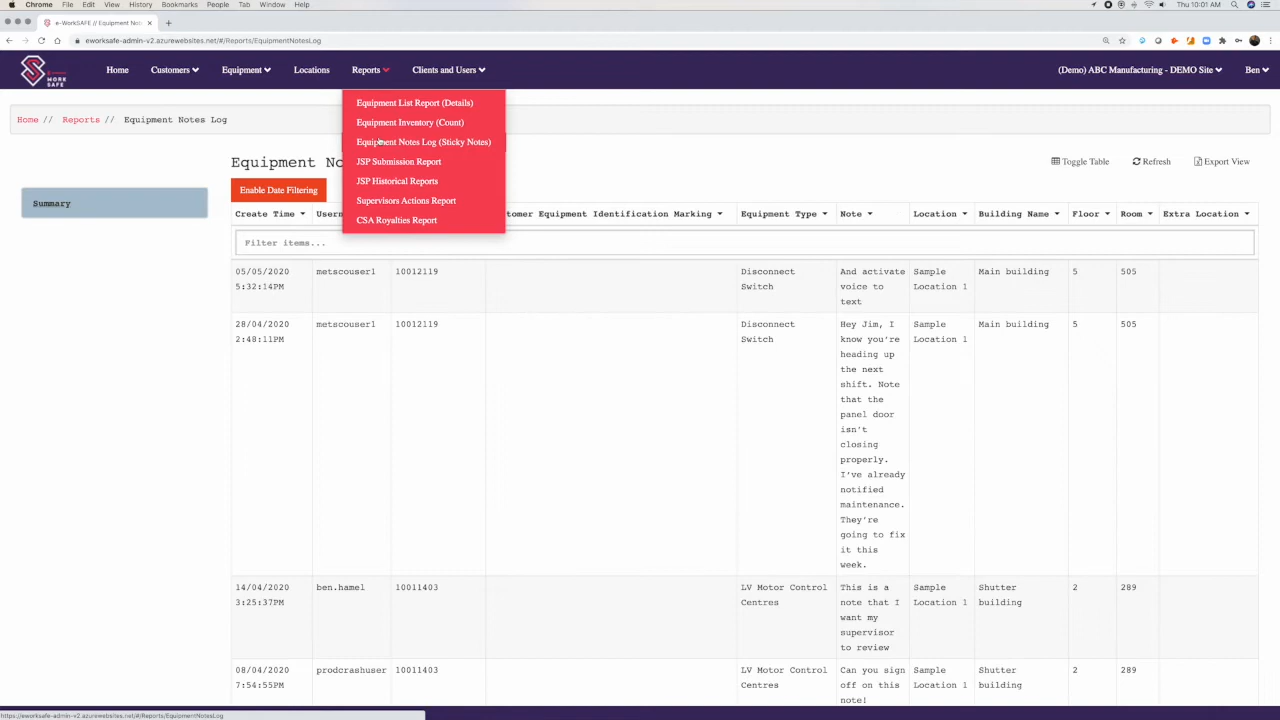 Chrome File Edit View History Bookmarks People Tab Window Help Thu 10:01 AM
e-WorkSAFE // Equipment Not
eworksafe-admin-v2.azurewebsites.net/#/Reports/EquipmentNotesLog
WORK SAFE Home Customers Equipment Locations Reports Clients and Users (Demo) ABC Manufacturing - DEMO Site Ben
Equipment List Report (Details)
Equipment Inventory (Count)
Equipment Notes Log (Sticky Notes)
JSP Submission Report
JSP Historical Reports
Supervisors Actions Report
CSA Royalties Report
Home // Reports // Equipment Notes Log
Equipment No
Toggle Table Refresh Export View
Enable Date Filtering
Summary
Create Time Usern tomer Equipment Identification Marking Equipment Type Note Location Building Name Floor Room Extra Location
Filter items...
05/05/2020 metscouser1 10012119 Disconnect And activate Sample Main building 5 505
5:32:14PM Switch voice to Location 1
text
28/04/2020 metscouser1 10012119 Disconnect Hey Jim, I Sample Main building 5 505
2:48:11PM Switch know you're Location 1
heading up
the next
shift. Note
that the
panel door
isn't
closing
properly.
I've already
notified
maintenance.
They're
going to fix
it this
week.
14/04/2020 ben.hamel 10011403 LV Motor Control This is a Sample Shutter 2 289
3:25:37PM Centres note that I Location 1 building
want my
supervisor
to review
08/04/2020 prodcrashuser 10011403 LV Motor Control Can you sign Sample Shutter 2 289
7:54:55PM Centres off on this Location 1 building
note!
https://eworksafe-admin-v2.azurewebsites.net/#/Reports/EquipmentNotesLog